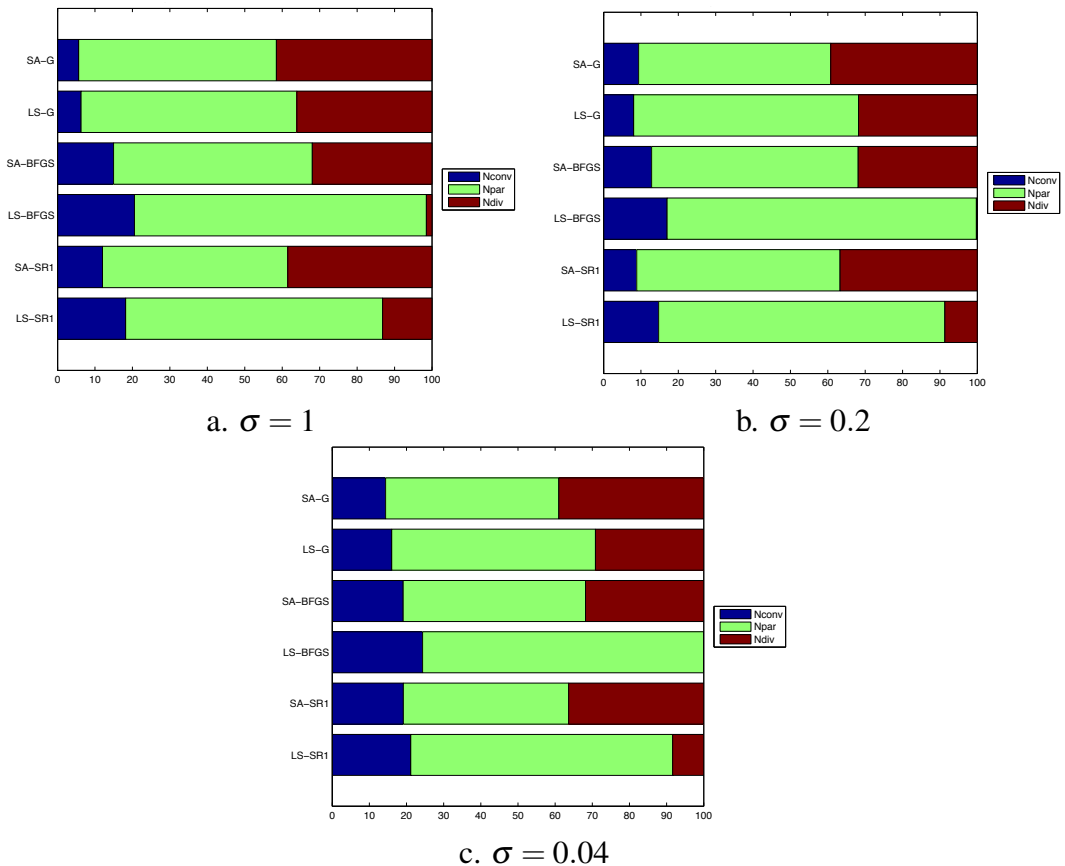 SA-G
LS-G
SA-BFGS
LS-BFGS
SA-SR1
LS-SR1
0 10 20 30 40 50 60 70 80 90 100
Nconv
Npar
Ndiv
a. σ = 1
SA-G
LS-G
SA-BFGS
LS-BFGS
SA-SR1
LS-SR1
0 10 20 30 40 50 60 70 80 90 100
Nconv
Npar
Ndiv
b. σ = 0.2
SA-G
LS-G
SA-BFGS
LS-BFGS
SA-SR1
LS-SR1
0 10 20 30 40 50 60 70 80 90 100
Nconv
Npar
Ndiv
c. σ = 0.04